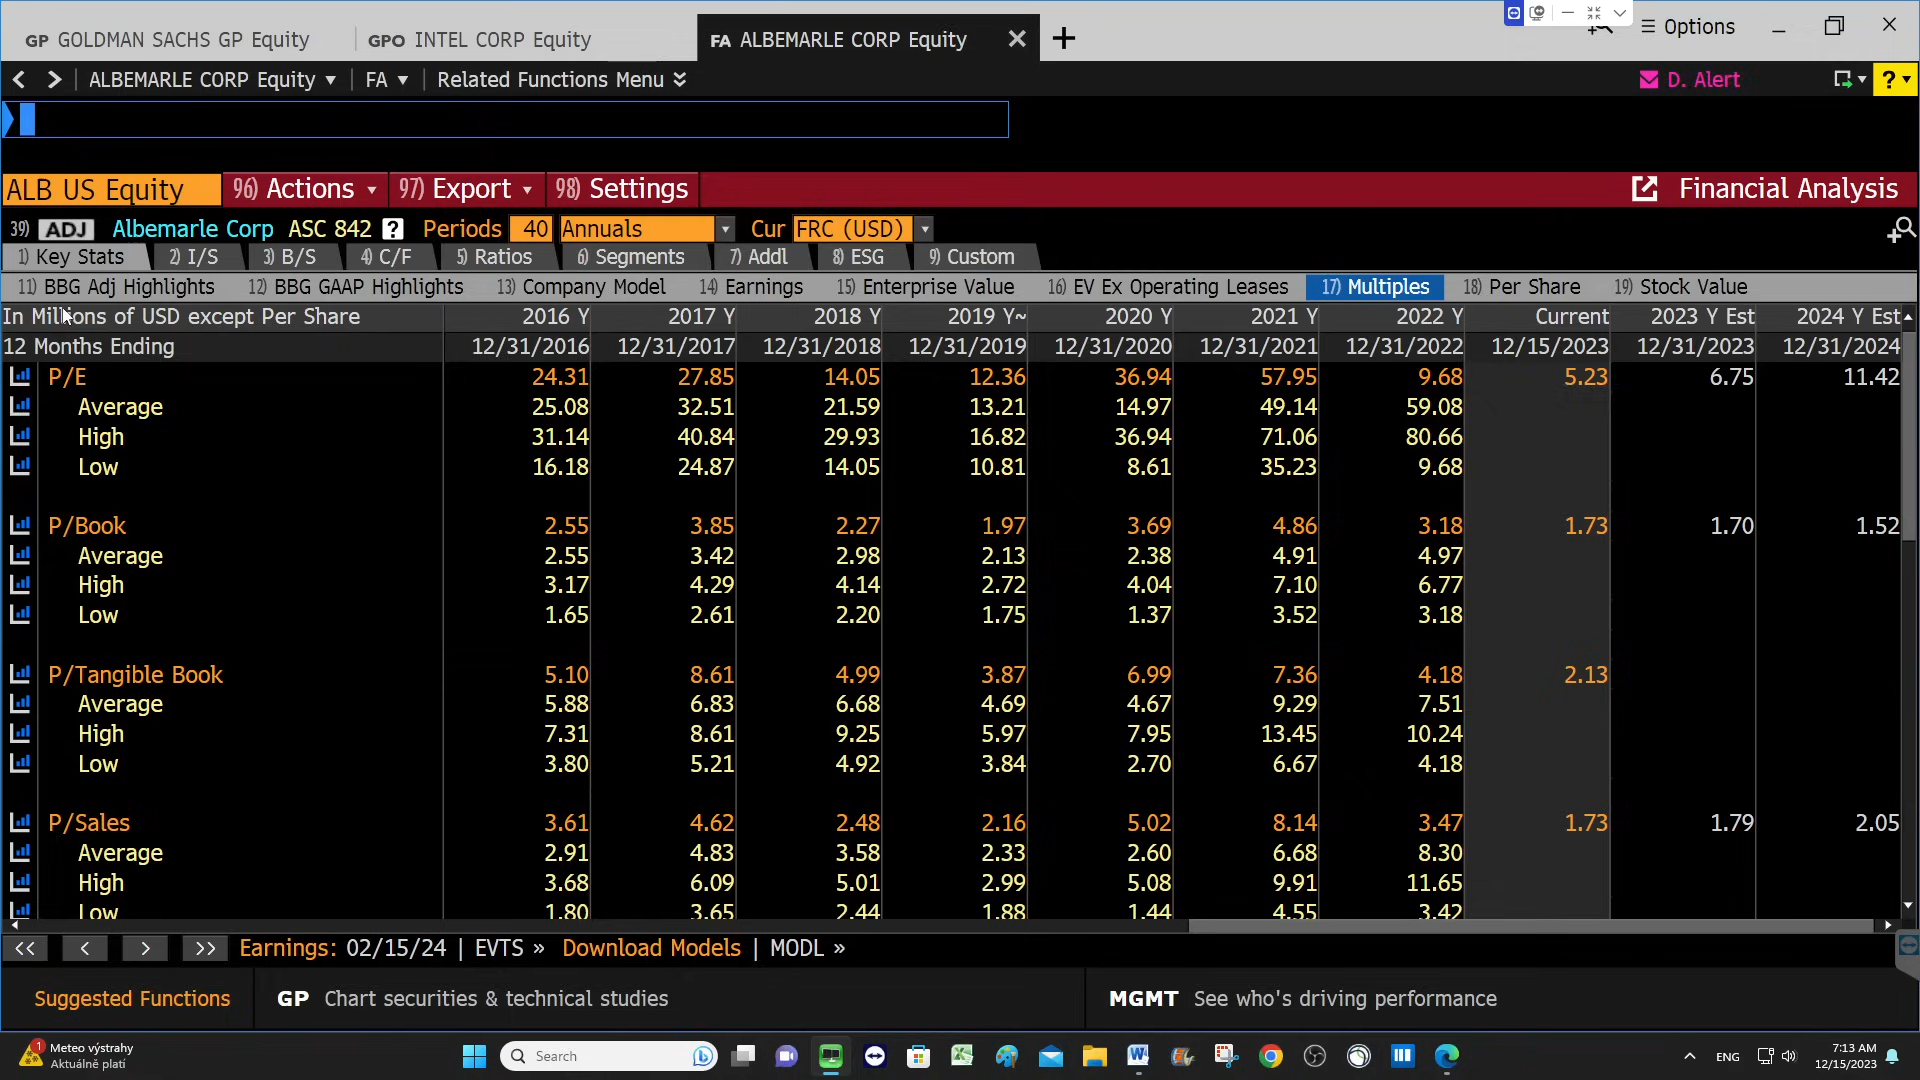 GP GOLDMAN SACHS GP Equity GPO INTEL CORP Equity FA ALBEMARLE CORP Equity Options
ALBEMARLE CORP Equity FA Related Functions Menu D. Alert ?
ALB US Equity 96) Actions 97) Export 98) Settings Financial Analysis
39) ADJ Albemarle Corp ASC 842 ? Periods 40 Annuals Cur FRC (USD)
1) Key Stats 2) I/S 3) B/S 4) C/F 5) Ratios 6) Segments 7) Addl 8) ESG 9) Custom
11) BBG Adj Highlights 12) BBG GAAP Highlights 13) Company Model 14) Earnings 15) Enterprise Value 16) EV Ex Operating Leases 17) Multiples 18) Per Share 19) Stock Value
In Millions of USD except Per Share 2016 Y 2017 Y 2018 Y 2019 Y~ 2020 Y 2021 Y 2022 Y Current 2023 Y Est 2024 Y Est
12 Months Ending 12/31/2016 12/31/2017 12/31/2018 12/31/2019 12/31/2020 12/31/2021 12/31/2022 12/15/2023 12/31/2023 12/31/2024
P/E 24.31 27.85 14.05 12.36 36.94 57.95 9.68 5.23 6.75 11.42
Average 25.08 32.51 21.59 13.21 14.97 49.14 59.08
High 31.14 40.84 29.93 16.82 36.94 71.06 80.66
Low 16.18 24.87 14.05 10.81 8.61 35.23 9.68
P/Book 2.55 3.85 2.27 1.97 3.69 4.86 3.18 1.73 1.70 1.52
Average 2.55 3.42 2.98 2.13 2.38 4.91 4.97
High 3.17 4.29 4.14 2.72 4.04 7.10 6.77
Low 1.65 2.61 2.20 1.75 1.37 3.52 3.18
P/Tangible Book 5.10 8.61 4.99 3.87 6.99 7.36 4.18 2.13
Average 5.88 6.83 6.68 4.69 4.67 9.29 7.51
High 7.31 8.61 9.25 5.97 7.95 13.45 10.24
Low 3.80 5.21 4.92 3.84 2.70 6.67 4.18
P/Sales 3.61 4.62 2.48 2.16 5.02 8.14 3.47 1.73 1.79 2.05
Average 2.91 4.83 3.58 2.33 2.60 6.68 8.30
High 3.68 6.09 5.01 2.99 5.08 9.91 11.65
Low 1.80 3.65 2.44 1.88 1.44 4.55 3.42
<< < > >> Earnings: 02/15/24 | EVTS » Download Models | MODL »
Suggested Functions GP Chart securities & technical studies MGMT See who's driving performance
1 Meteo výstrahy
Aktuálně platí
Search
ENG
7:13 AM
12/15/2023